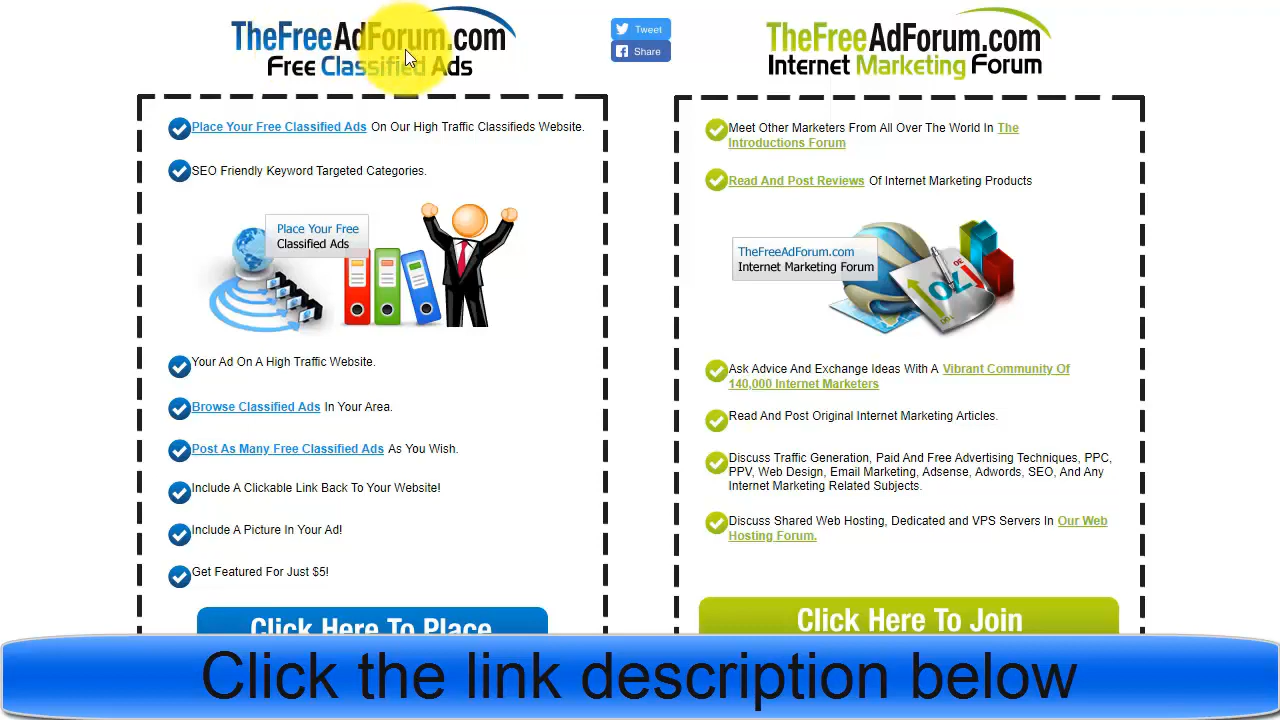 TheFreeAdForum.com
Free Classified Ads
Tweet
Share
TheFreeAdForum.com
Internet Marketing Forum
Place Your Free Classified Ads On Our High Traffic Classifieds Website.
SEO Friendly Keyword Targeted Categories.
Place Your Free
Classified Ads
Your Ad On A High Traffic Website.
Browse Classified Ads In Your Area.
Post As Many Free Classified Ads As You Wish.
Include A Clickable Link Back To Your Website!
Include A Picture In Your Ad!
Get Featured For Just $5!
Click Here To Place
Meet Other Marketers From All Over The World In The
Introductions Forum
Read And Post Reviews Of Internet Marketing Products
TheFreeAdForum.com
Internet Marketing Forum
Ask Advice And Exchange Ideas With A Vibrant Community Of
140,000 Internet Marketers
Read And Post Original Internet Marketing Articles.
Discuss Traffic Generation, Paid And Free Advertising Techniques, PPC,
PPV, Web Design, Email Marketing, Adsense, Adwords, SEO, And Any
Internet Marketing Related Subjects.
Discuss Shared Web Hosting, Dedicated and VPS Servers In Our Web
Hosting Forum.
Click Here To Join
Click the link description below